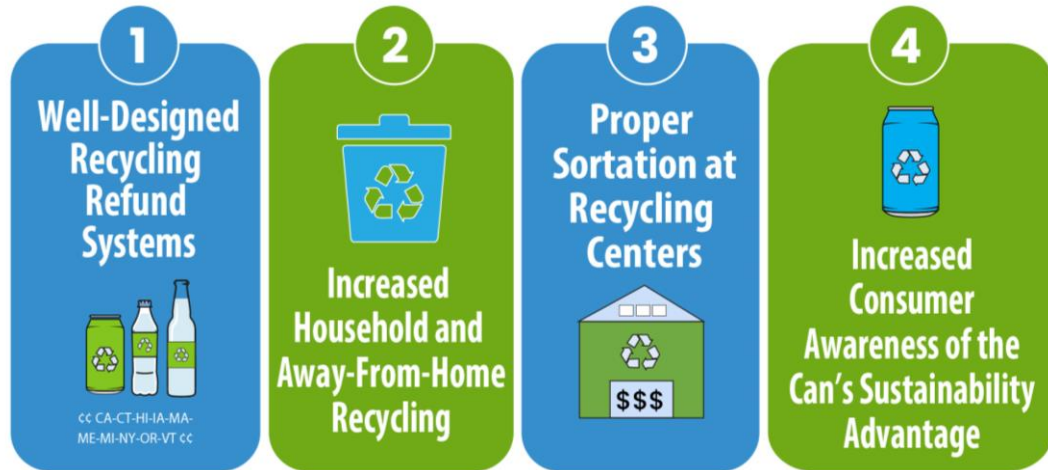 1
Well-Designed
Recycling
Refund
Systems
¢¢ CA-CT-HI-IA-MA-
ME-MI-NY-OR-VT ¢¢
2
Increased
Household and
Away-From-Home
Recycling
3
Proper
Sortation at
Recycling
Centers
$$$
4
Increased
Consumer
Awareness of the
Can's Sustainability
Advantage